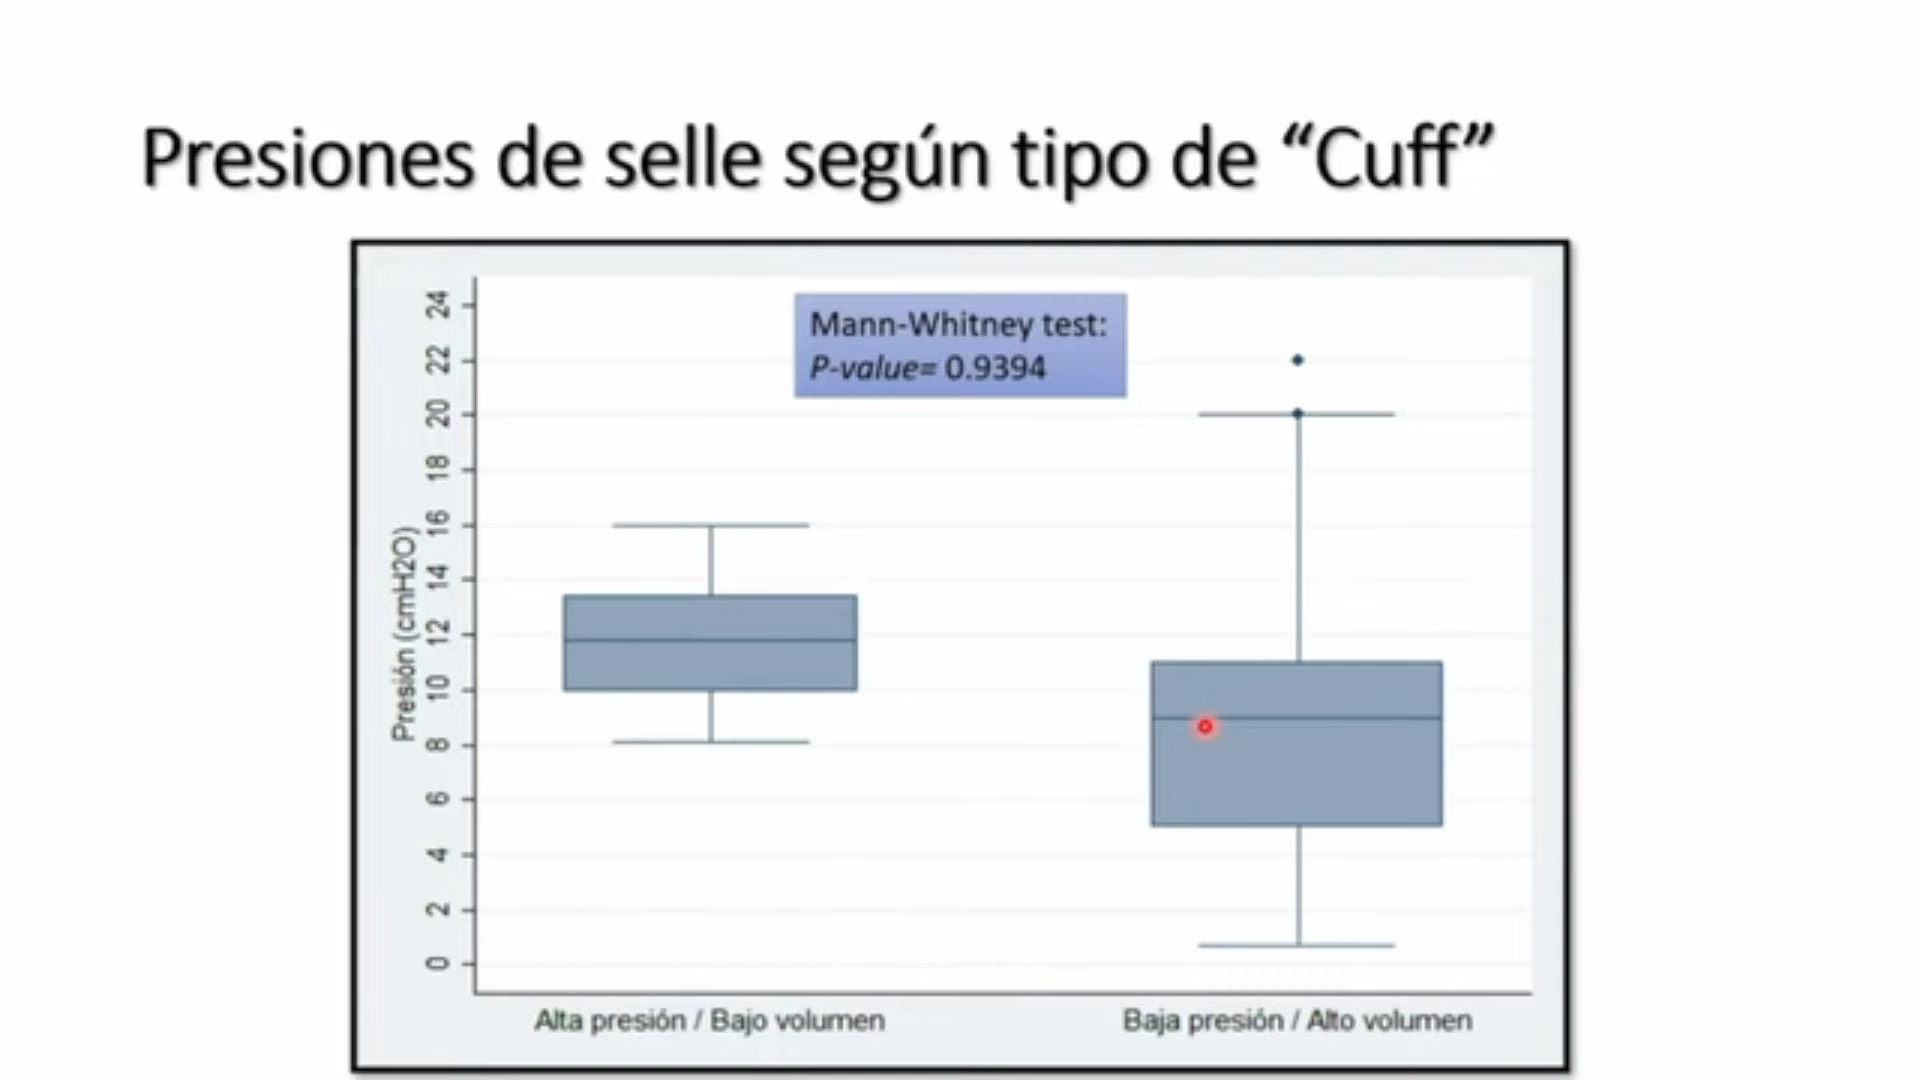 Presiones de selle según tipo de “Cuff”
Mann-Whitney test:
P-value= 0.9394
Presión (cmH2O)
24
22
20
18
16
14
12
10
8
6
4
2
0
Alta presión / Bajo volumen
Baja presión / Alto volumen